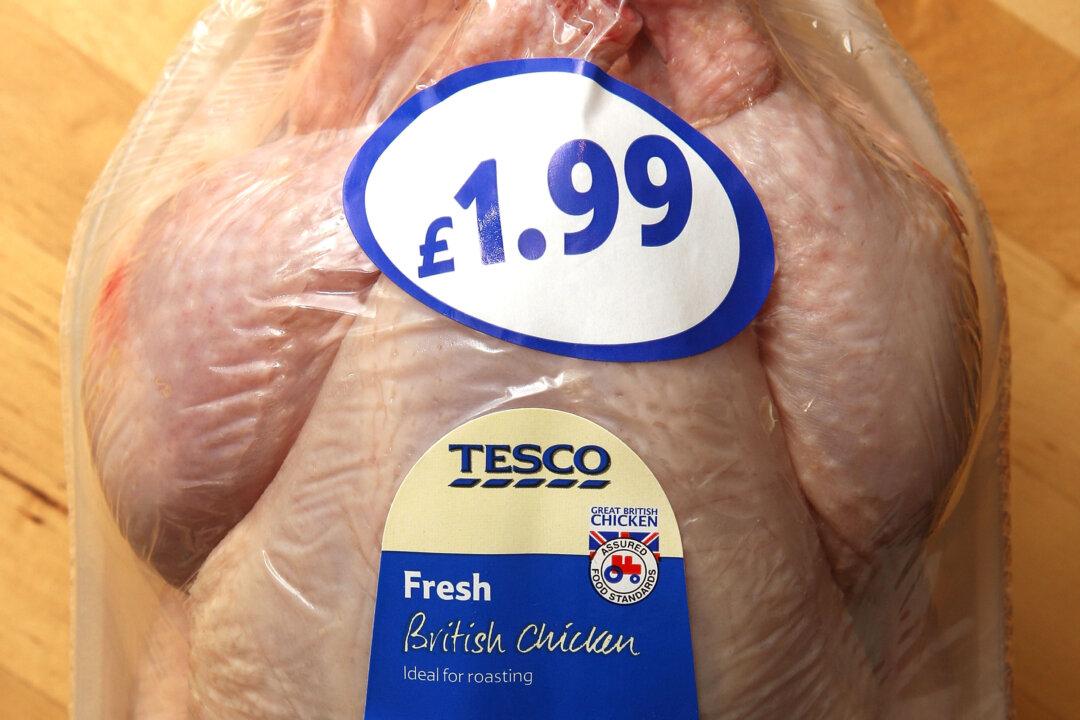 £1.99
TESCO
GREAT BRITISH
CHICKEN
ASSURED
FOOD STANDARDS
Fresh
British Chicken
Ideal for roasting